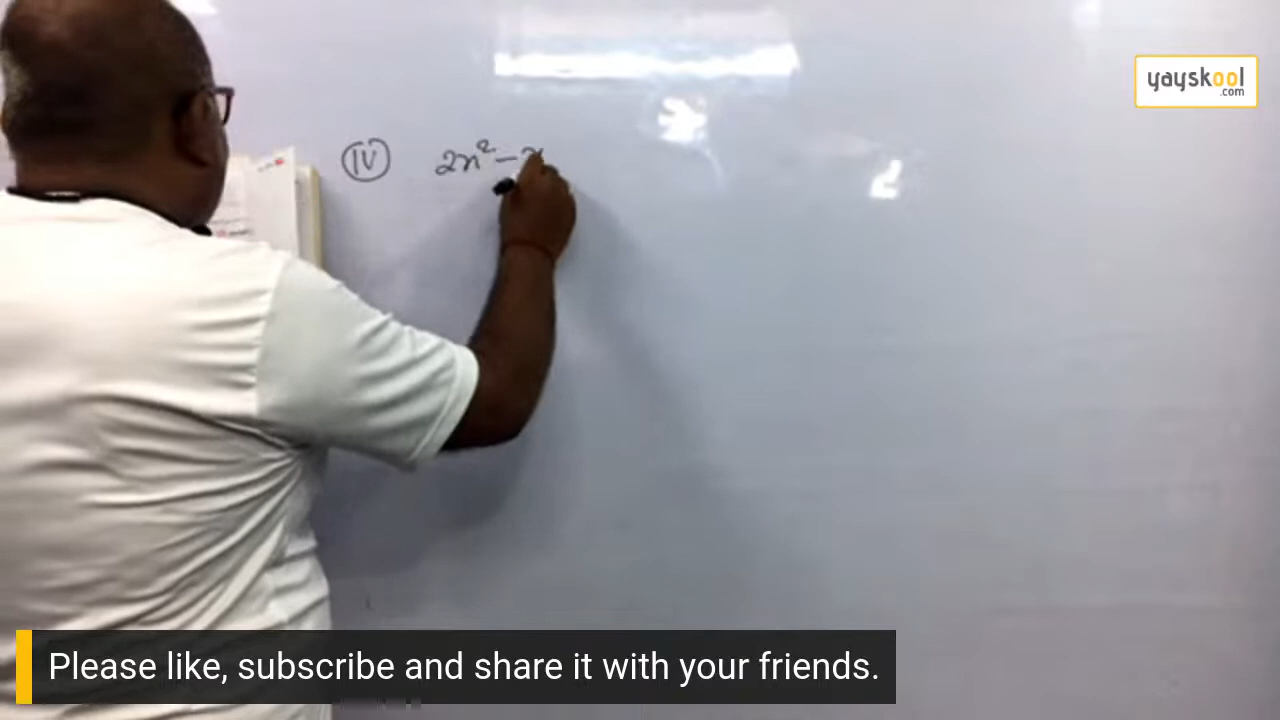 yayskool
.com
(IV) 2x² - x
Please like, subscribe and share it with your friends.